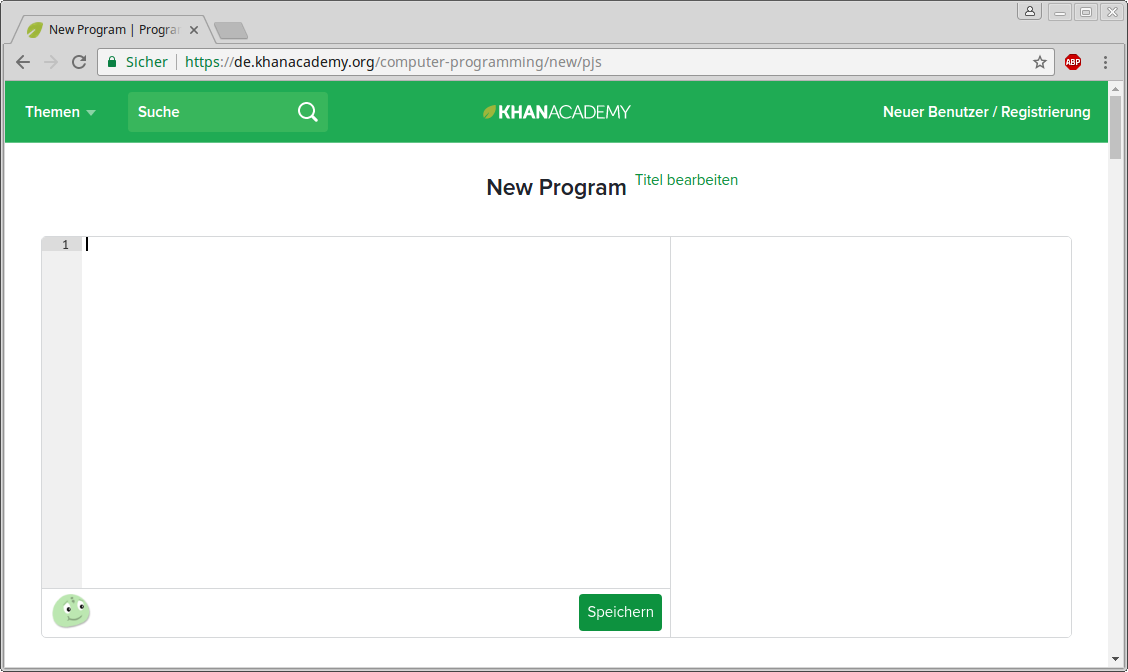 New Program | Progra
Sicher https://de.khanacademy.org/computer-programming/new/pjs
ABP
Themen Suche KHANACADEMY Neuer Benutzer / Registrierung
New Program Titel bearbeiten
1
Speichern